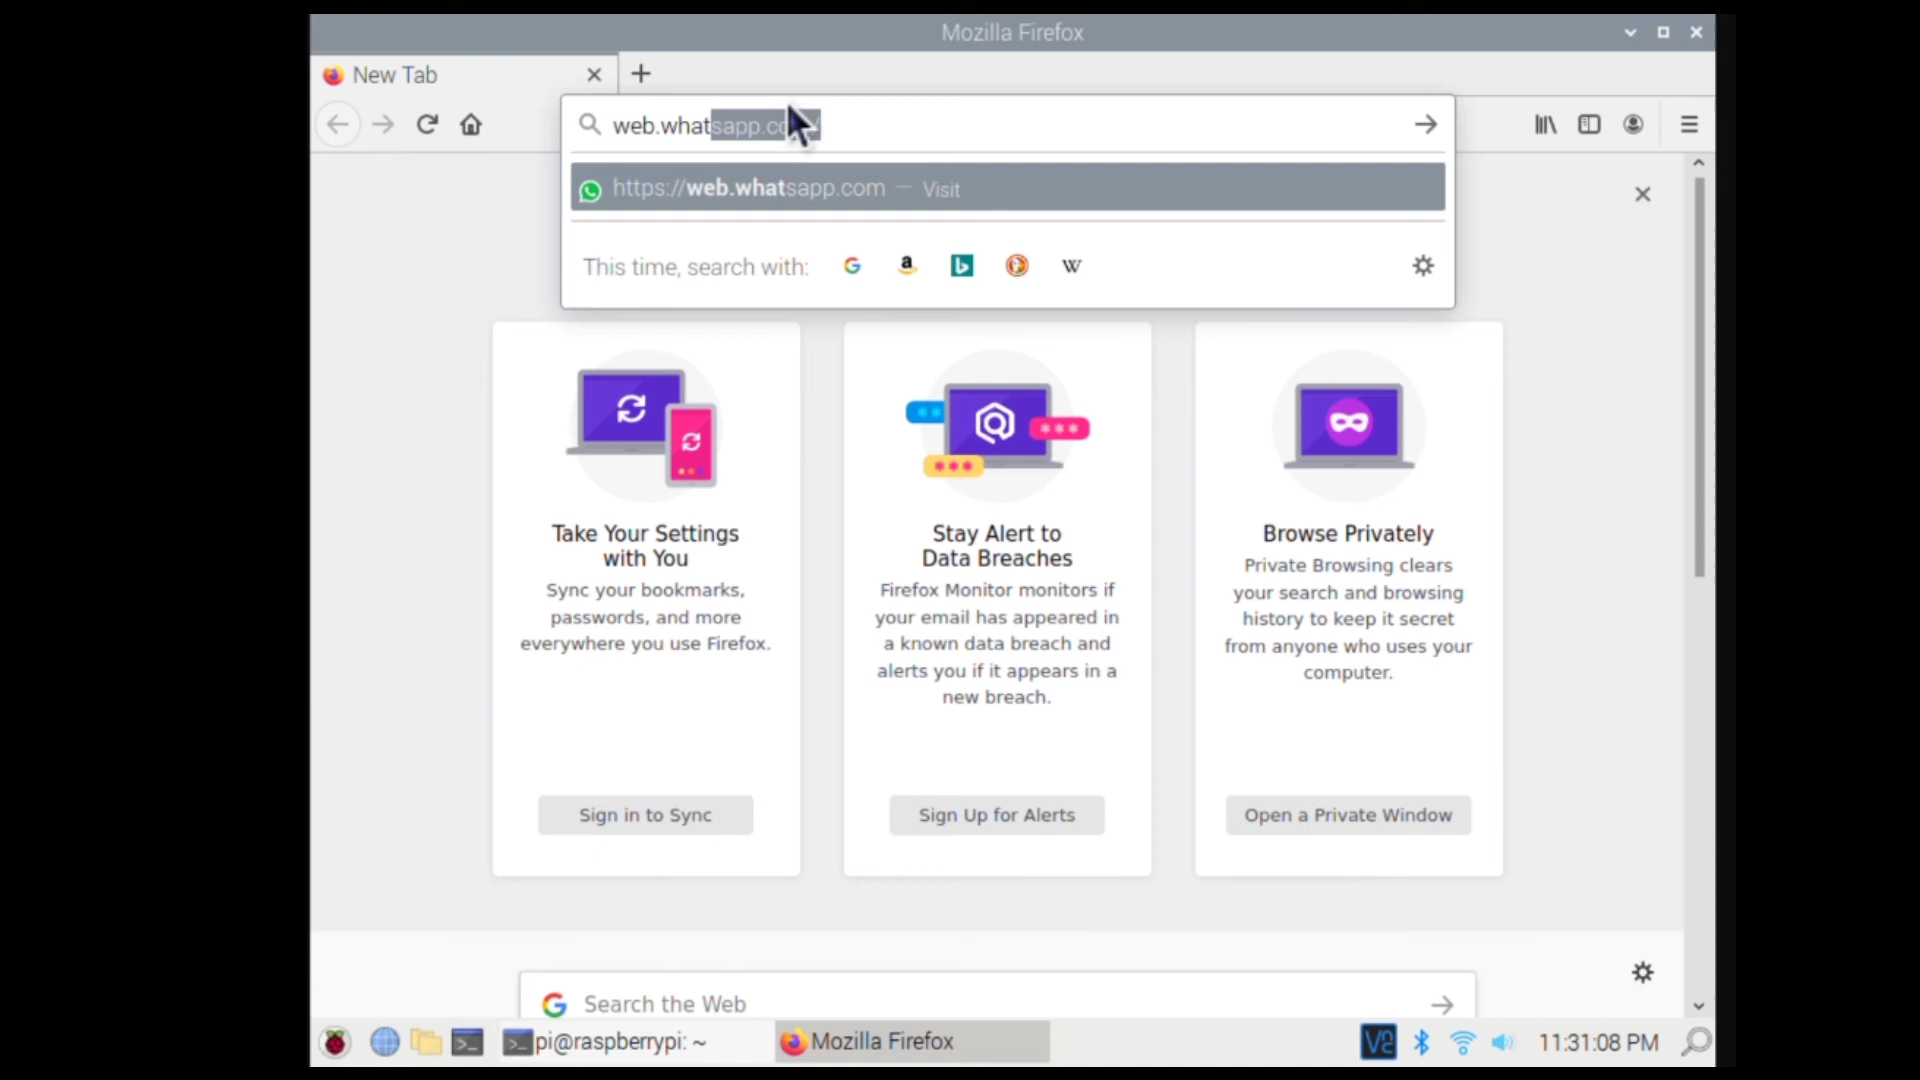 Mozilla Firefox
New Tab
web.whatsapp.com/
https://web.whatsapp.com — Visit
This time, search with:
Take Your Settings
with You
Sync your bookmarks,
passwords, and more
everywhere you use Firefox.
Sign in to Sync
Stay Alert to
Data Breaches
Firefox Monitor monitors if
your email has appeared in
a known data breach and
alerts you if it appears in a
new breach.
Sign Up for Alerts
Browse Privately
Private Browsing clears
your search and browsing
history to keep it secret
from anyone who uses your
computer.
Open a Private Window
Search the Web
pi@raspberrypi: ~
Mozilla Firefox
11:31:08 PM